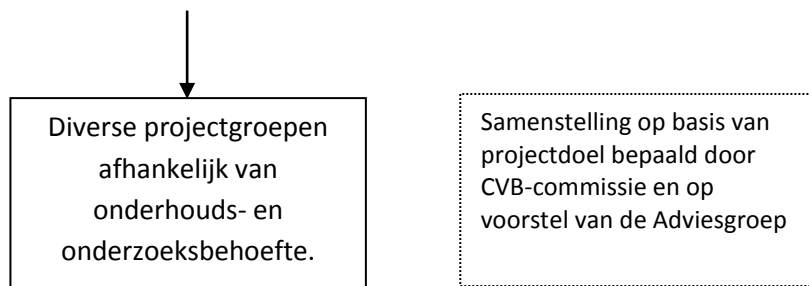 Diverse projectgroepen
afhankelijk van
onderhouds- en
onderzoeksbehoefte.
Samenstelling op basis van
projectdoel bepaald door
CVB-commissie en op
voorstel van de Adviesgroep